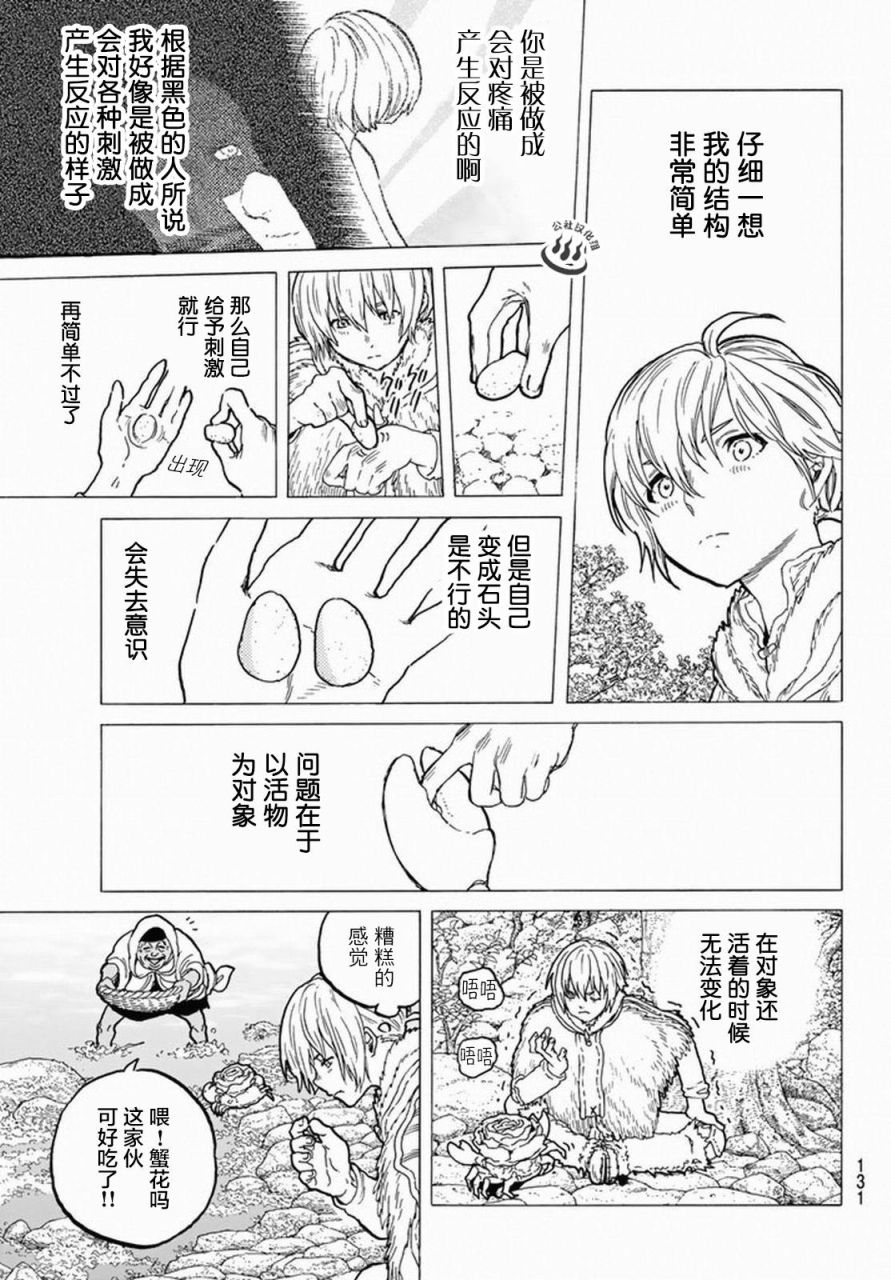 仔细一想
我的结构
非常简单
你是被做成
会对疼痛
产生反应的啊
根据黑色的人所说
我好像是被做成
会对各种刺激
产生反应的样子
公社汉化组
グググ
那么自己
给予刺激
就行
出现
再简单不过了
但是自己
变成石头
是不行的
会失去意识
问题在于
以活物
为对象
在对象还
活着的时候
无法变化
唔唔
唔唔
糟糕的
感觉
喂！蟹花吗
这家伙
可好吃了!!
131